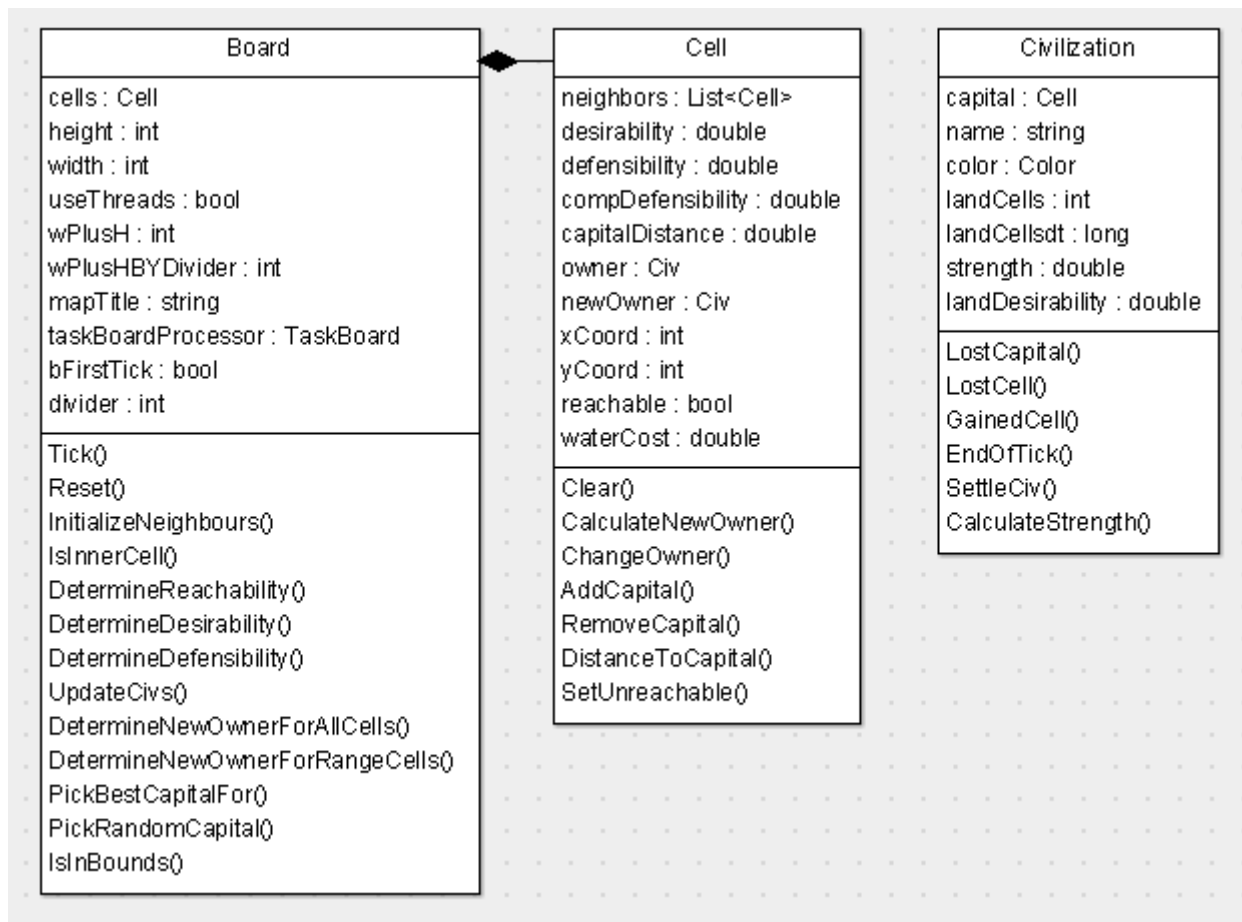 Board
cells : Cell
height : int
width : int
useThreads : bool
wPlusH : int
wPlusHBYDivider : int
mapTitle : string
taskBoardProcessor : TaskBoard
bFirstTick : bool
divider : int
Tick()
Reset()
InitializeNeighbours()
IsInnerCell()
DetermineReachability()
DetermineDesirability()
DetermineDefensibility()
UpdateCivs()
DetermineNewOwnerForAllCells()
DetermineNewOwnerForRangeCells()
PickBestCapitalFor()
PickRandomCapital()
IsInBounds()
Cell
neighbors : List<Cell>
desirability : double
defensibility : double
compDefensibility : double
capitalDistance : double
owner : Civ
newOwner : Civ
xCoord : int
yCoord : int
reachable : bool
waterCost : double
Clear()
CalculateNewOwner()
ChangeOwner()
AddCapital()
RemoveCapital()
DistanceToCapital()
SetUnreachable()
Civilization
capital : Cell
name : string
color : Color
landCells : int
landCellsdt : long
strength : double
landDesirability : double
LostCapital()
LostCell()
GainedCell()
EndOfTick()
SettleCiv()
CalculateStrength()